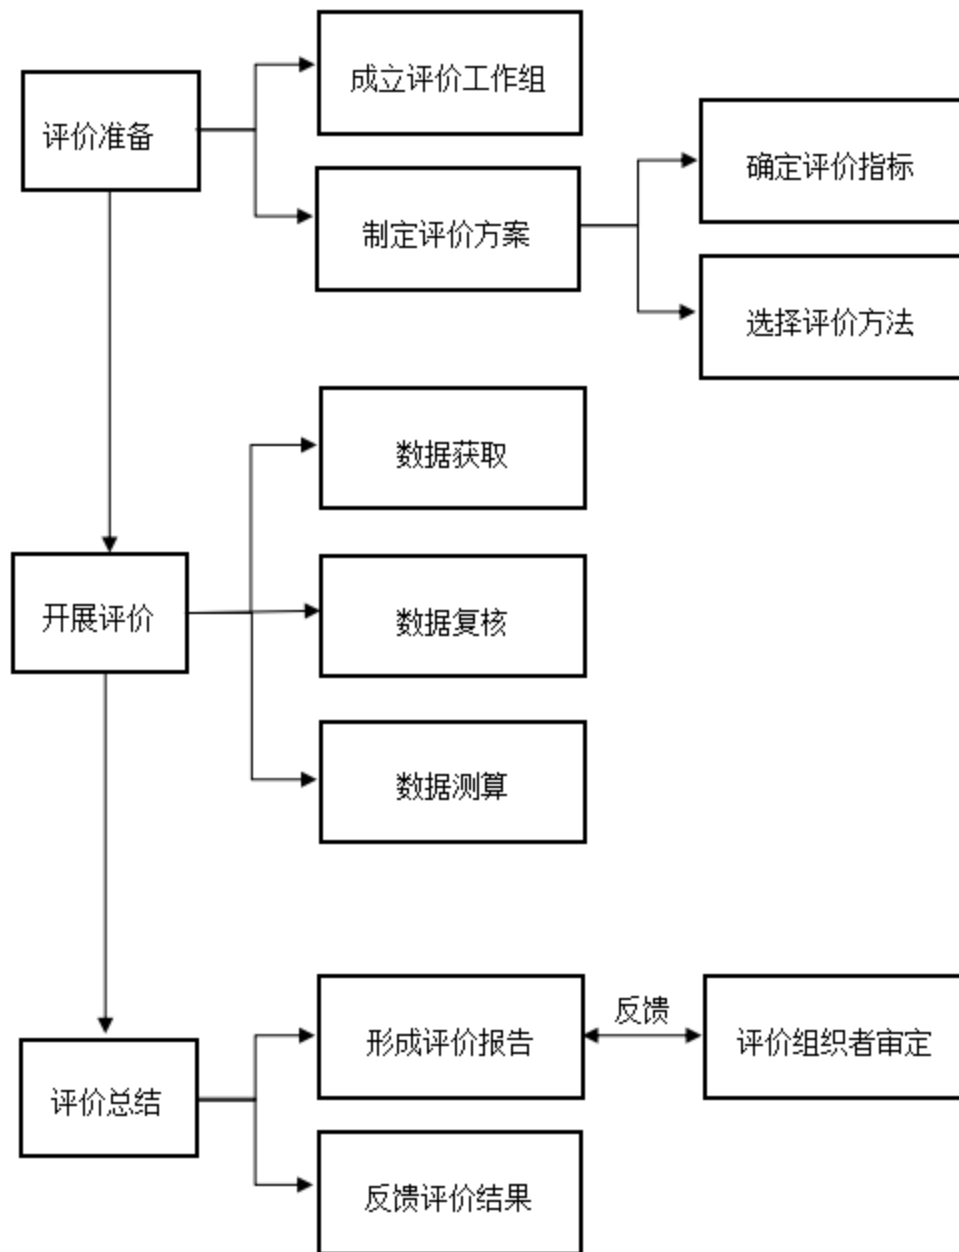 成立评价工作组
评价准备
确定评价指标
制定评价方案
选择评价方法
数据获取
开展评价
数据复核
数据测算
反馈
形成评价报告
评价组织者审定
评价总结
反馈评价结果